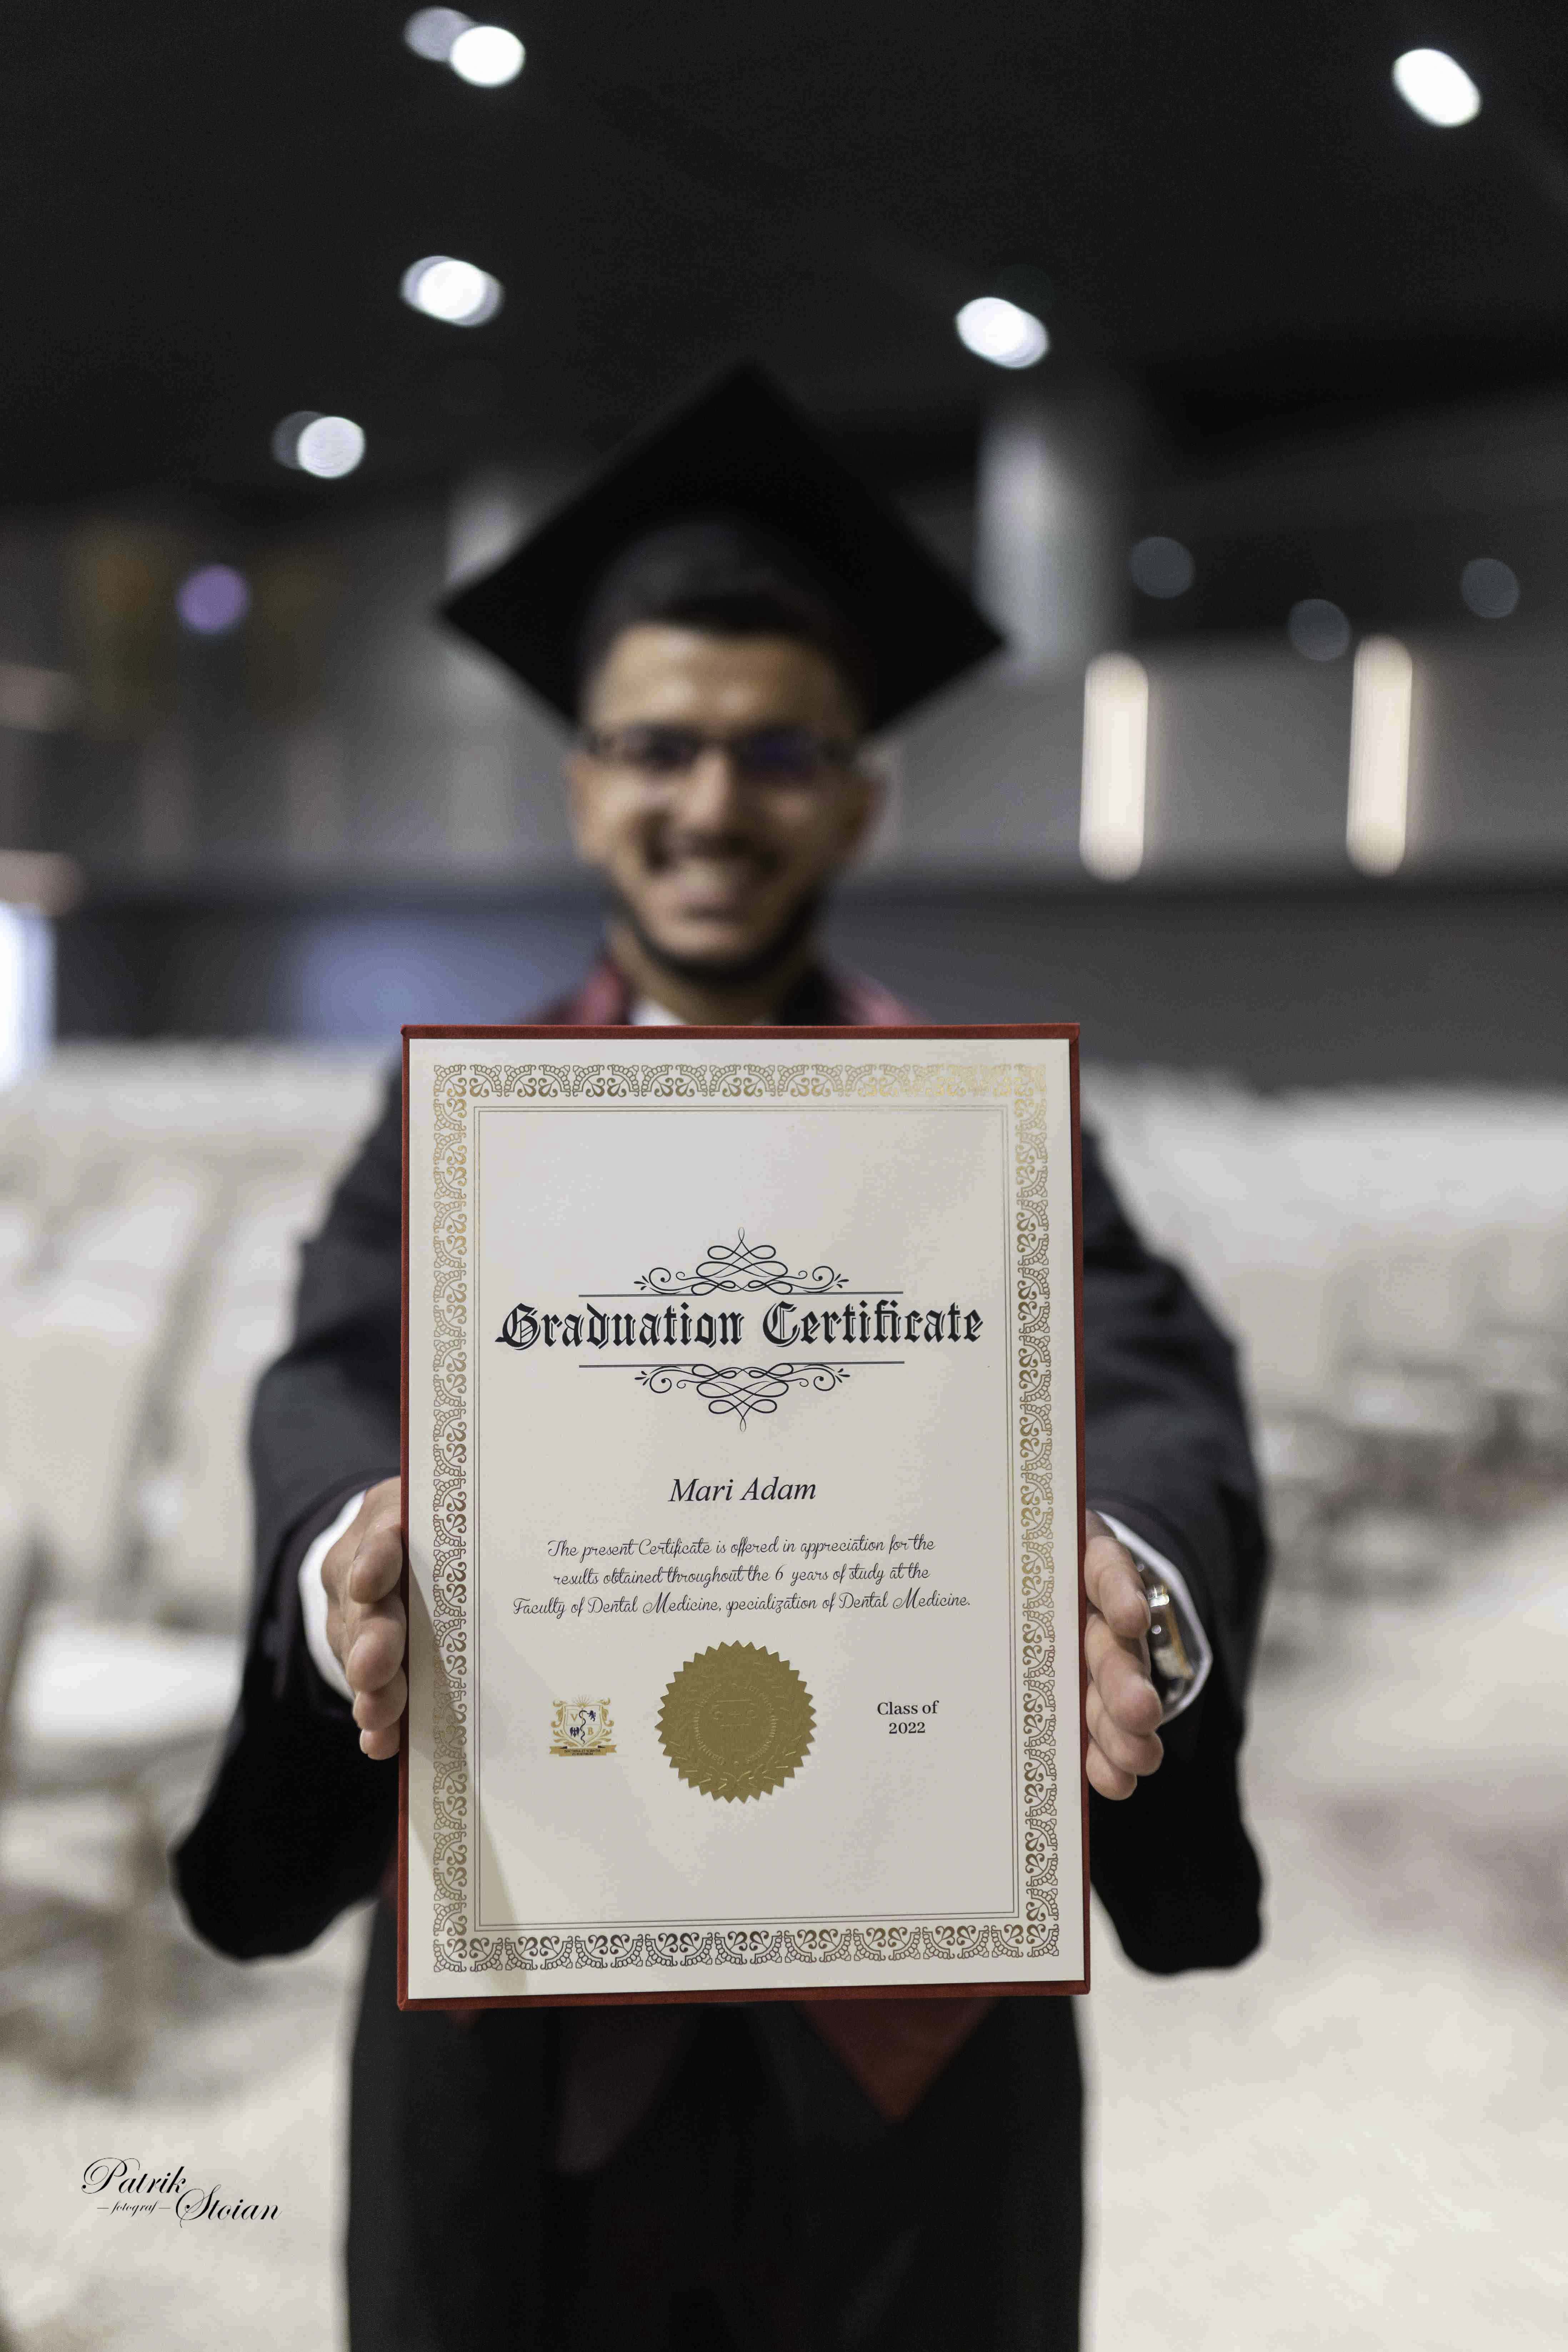 Graduation Certificate
Mari Adam
The present Certificate is offered in appreciation for the
results obtained throughout the 6 years of study at the
Faculty of Dental Medicine, specialization of Dental Medicine.
V
B
Class of
2022
Patrik
fotograf
Stoian